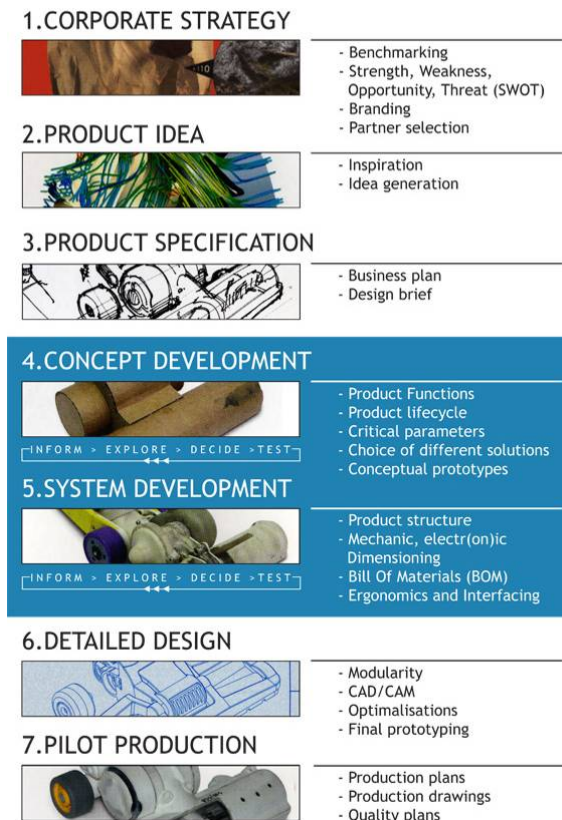 1.CORPORATE STRATEGY
- Benchmarking
- Strength, Weakness,
Opportunity, Threat (SWOT)
- Branding
- Partner selection
2.PRODUCT IDEA
- Inspiration
- Idea generation
3.PRODUCT SPECIFICATION
- Business plan
- Design brief
4.CONCEPT DEVELOPMENT
INFORM > EXPLORE > DECIDE >TEST
- Product Functions
- Product lifecycle
- Critical parameters
- Choice of different solutions
- Conceptual prototypes
5.SYSTEM DEVELOPMENT
INFORM > EXPLORE > DECIDE >TEST
- Product structure
- Mechanic, electr(on)ic
Dimensioning
- Bill Of Materials (BOM)
- Ergonomics and Interfacing
6.DETAILED DESIGN
- Modularity
- CAD/CAM
- Optimalisations
- Final prototyping
7.PILOT PRODUCTION
- Production plans
- Production drawings
- Quality plans